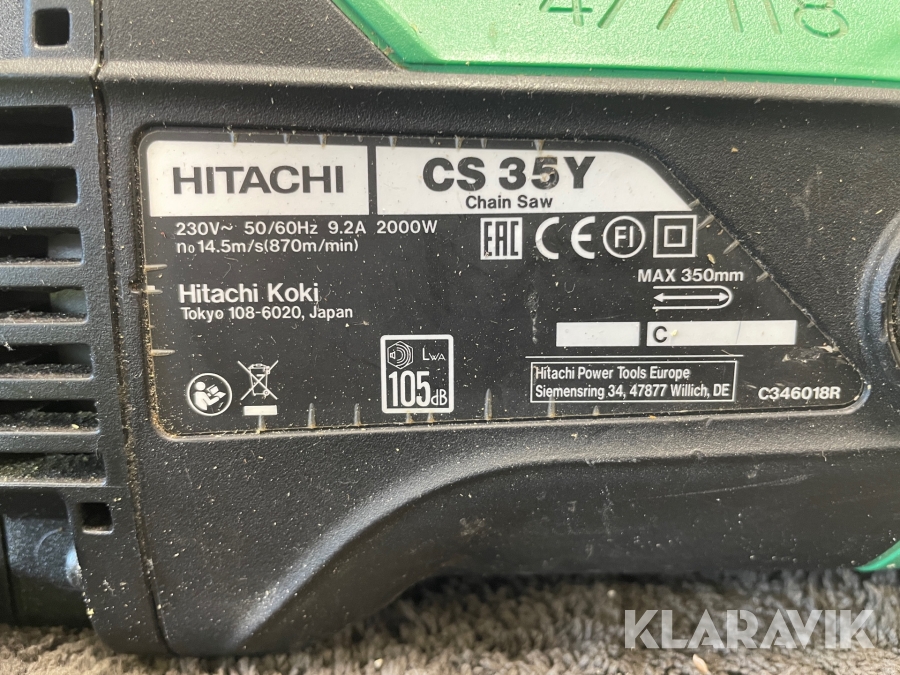 HITACHI
CS 35Y
Chain Saw
230V~ 50/60Hz 9.2A 2000W
n₀14.5m/s(870m/min)
EAC CE FI
MAX 350mm
Hitachi Koki
Tokyo 108-6020, Japan
C
LWA
105dB
Hitachi Power Tools Europe
Siemensring 34, 47877 Willich, DE
C346018R
KLARAVIK